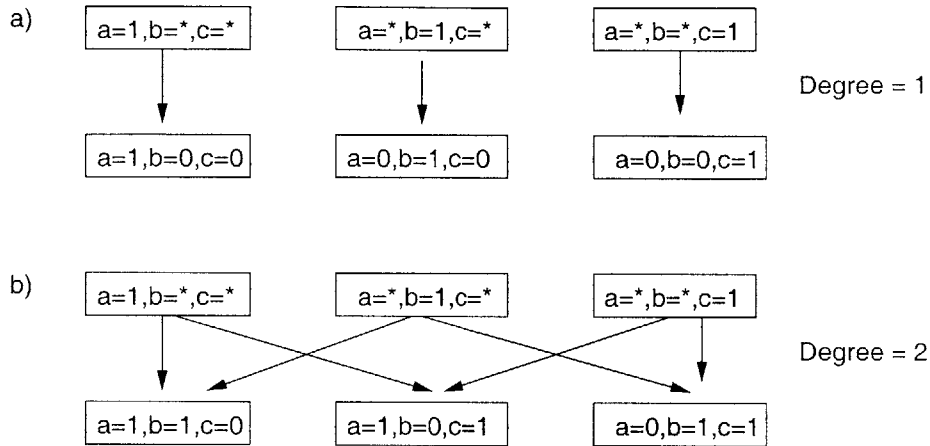 a)
a=1,b=*,c=* a=*,b=1,c=* a=*,b=*,c=1
Degree = 1
a=1,b=0,c=0 a=0,b=1,c=0 a=0,b=0,c=1
b)
a=1,b=*,c=* a=*,b=1,c=* a=*,b=*,c=1
Degree = 2
a=1,b=1,c=0 a=1,b=0,c=1 a=0,b=1,c=1